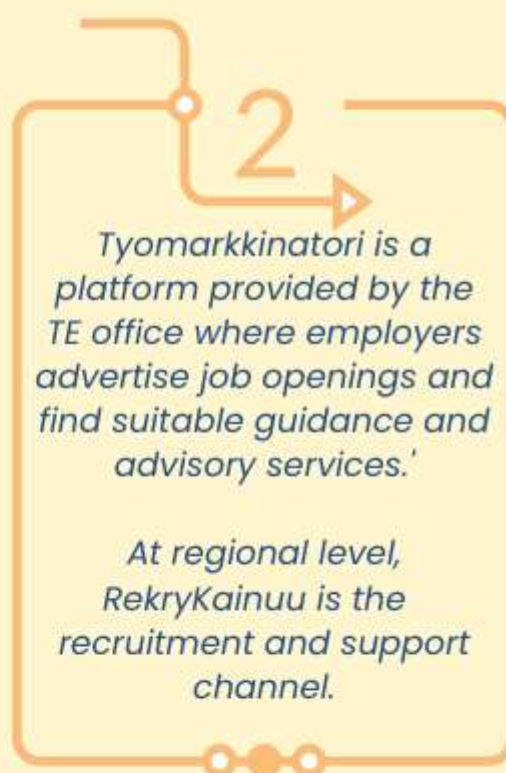 2
Tyomarkkinatori is a
platform provided by the
TE office where employers
advertise job openings and
find suitable guidance and
advisory services.'
At regional level,
RekryKainuu is the
recruitment and support
channel.